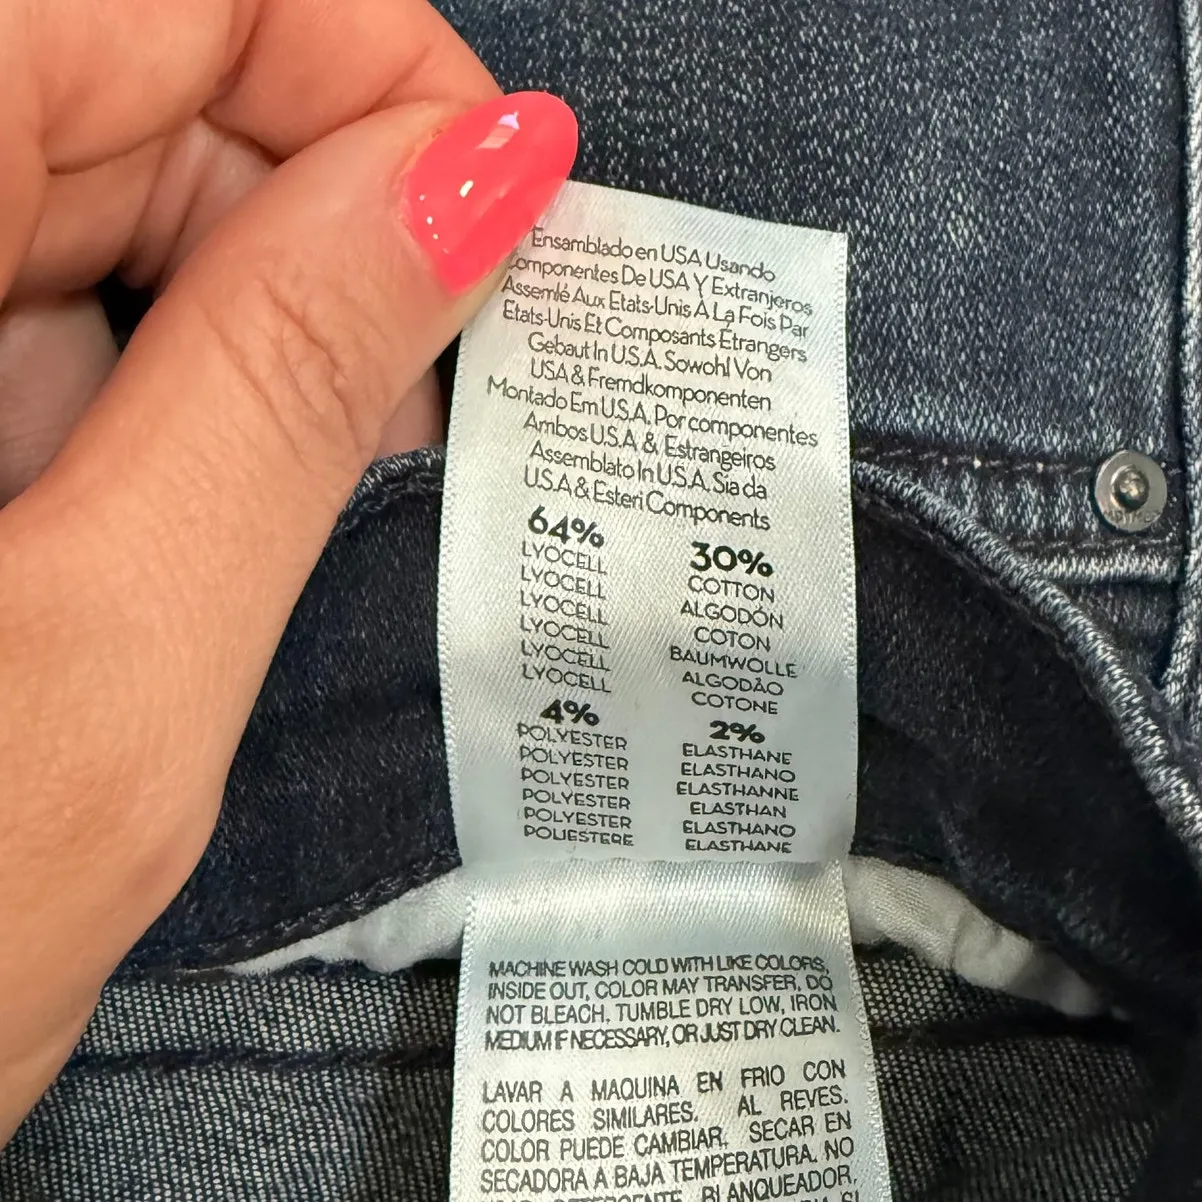 Ensamblado en USA Usando
Componentes De USA Y Extranjeros
Assemlé Aux Etats-Unis À La Fois Par
Etats-Unis Et Composants Étrangers
Gebaut In U.S.A. Sowohl Von
USA & Fremdkomponenten
Montado Em U.S.A. Por componentes
Ambos U.S.A & Estrangeiros
Assemblato In U.S.A. Sia da
U.S.A & Esteri Components
64%
LYOCELL
LYOCELL
LYOCELL
LYOCELL
LYOCELL
LYOCELL
30%
COTTON
ALGODÓN
COTON
BAUMWOLLE
ALGODÃO
COTONE
4%
POLYESTER
POLYESTER
POLYESTER
POLYESTER
POLYESTER
POLIESTERE
2%
ELASTHANE
ELASTHANO
ELASTHANNE
ELASTHAN
ELASTHANO
ELASTHANE
MACHINE WASH COLD WITH LIKE COLORS,
INSIDE OUT, COLOR MAY TRANSFER, DO
NOT BLEACH, TUMBLE DRY LOW, IRON
MEDIUM IF NECESSARY, OR JUST DRY CLEAN.
LAVAR A MAQUINA EN FRIO CON
COLORES SIMILARES. AL REVES.
COLOR PUEDE CAMBIAR. SECAR EN
SECADORA A BAJA TEMPERATURA. NO
DETERGENTE BLANQUEADOR,